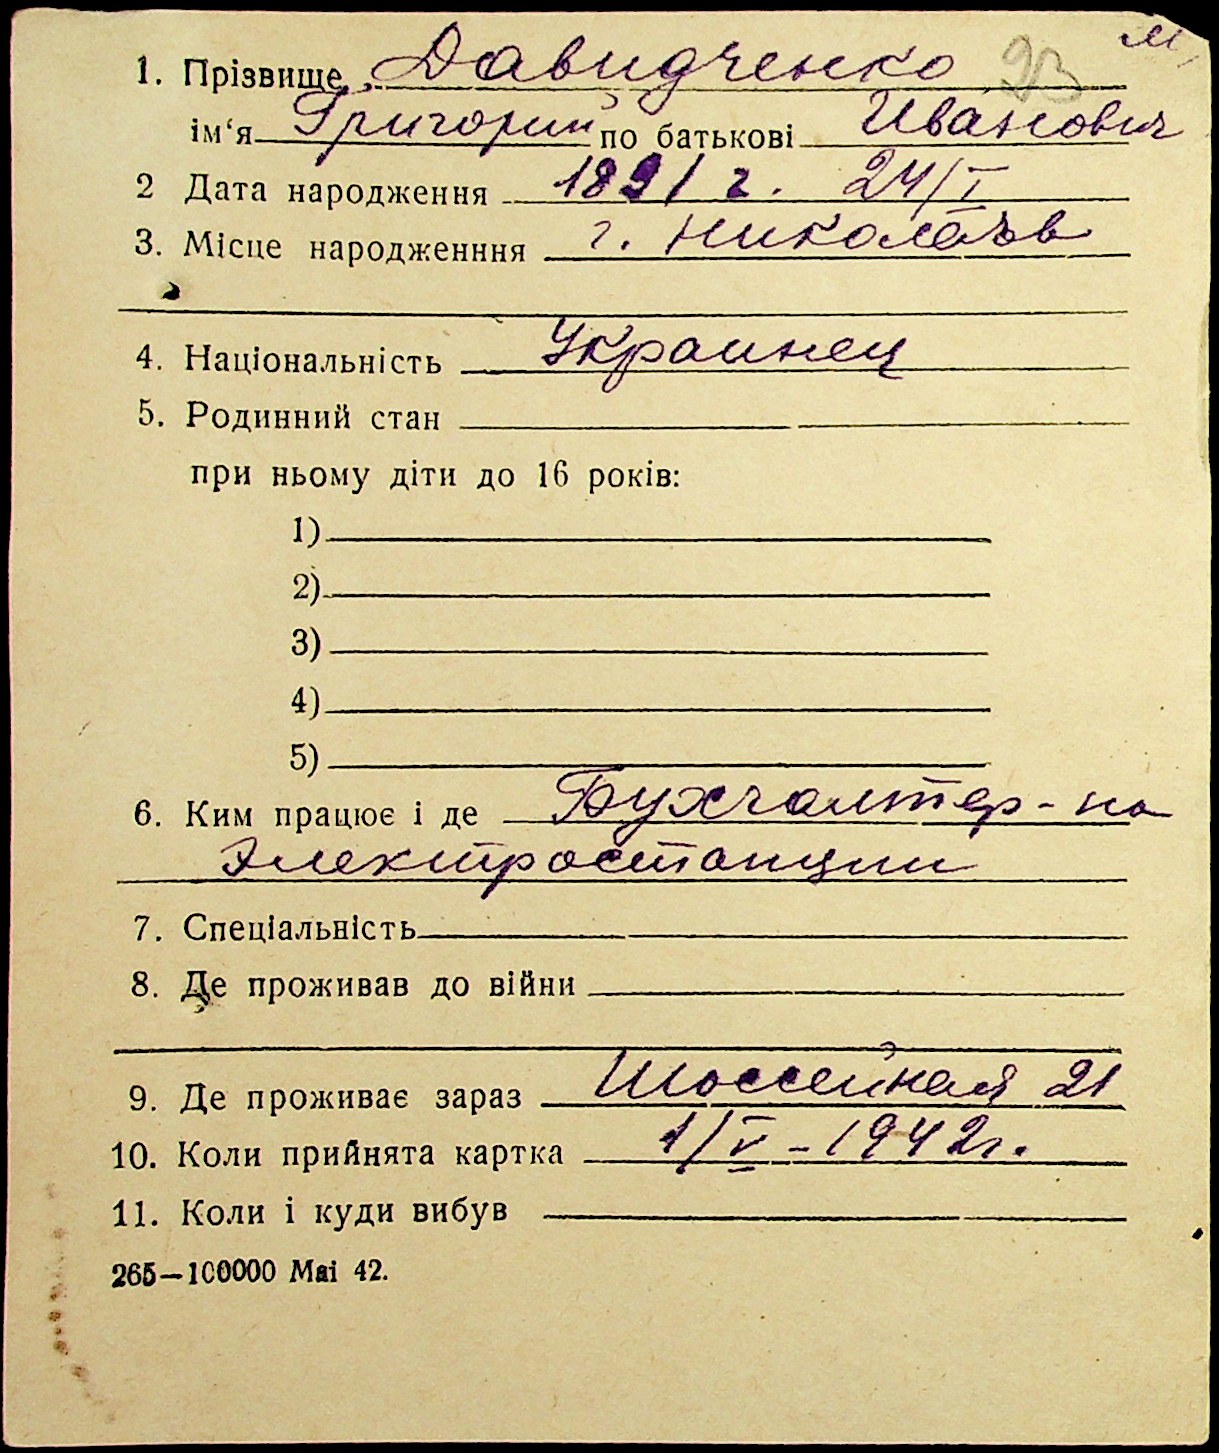 м
1. Прізвище Давидченко 23
ім‘я Григорий по батькові Иванович
2 Дата народження 1891 г. 24/I
3. Місце народженння г. Николаев
4. Національність Украинец
5. Родинний стан
при ньому діти до 16 років:
1)
2)
3)
4)
5)
6. Ким працює і де Бухгалтер - на
Электростанции
7. Спеціальність
8. Де проживав до війни
9. Де проживає зараз Шоссейная 21
10. Коли прийнята картка 1/V - 1942г.
11. Коли і куди вибув
265—100000 Mai 42.